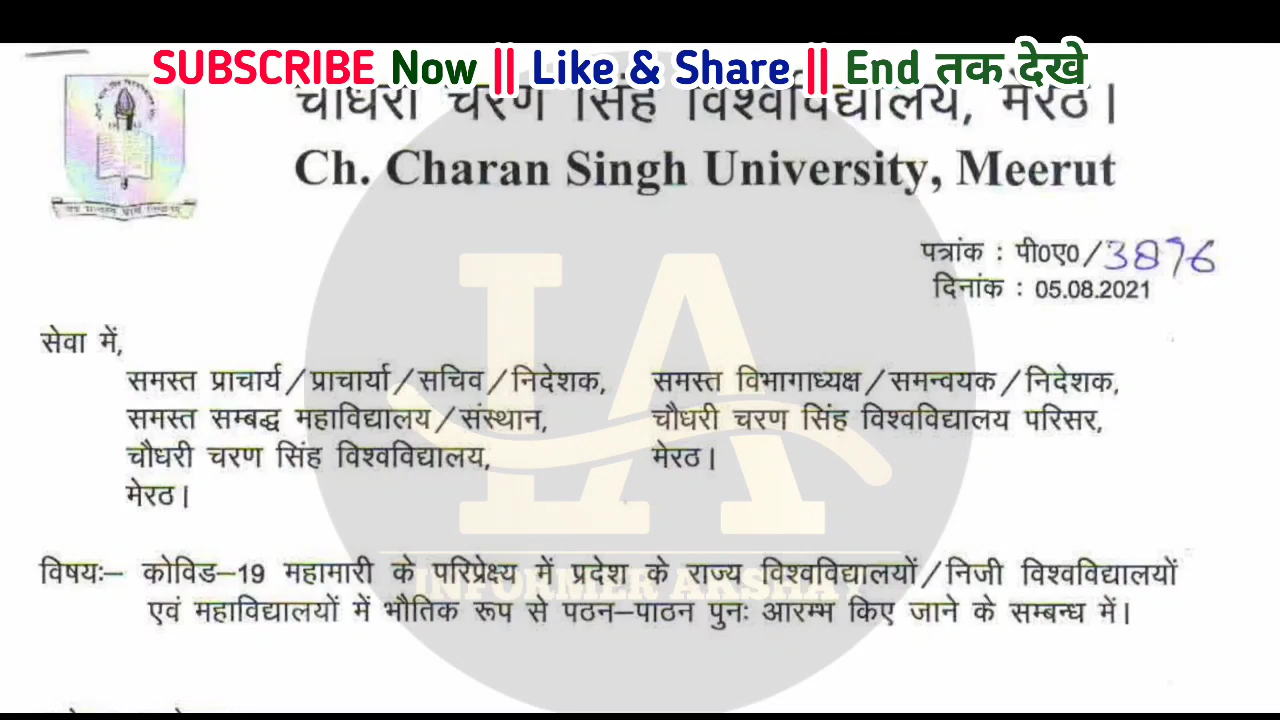 SUBSCRIBE Now || Like & Share || End तक देखे
चौधरी चरण सिंह विश्वविद्यालय, मेरठ।
Ch. Charan Singh University, Meerut
पत्रांक : पी0ए0/3876
दिनांक : 05.08.2021
सेवा में,
समस्त प्राचार्य/प्राचार्या/सचिव/निदेशक,
समस्त सम्बद्ध महाविद्यालय/संस्थान,
चौधरी चरण सिंह विश्वविद्यालय,
मेरठ।
समस्त विभागाध्यक्ष/समन्वयक/निदेशक,
चौधरी चरण सिंह विश्वविद्यालय परिसर,
मेरठ।
विषयः– कोविड–19 महामारी के परिप्रेक्ष्य में प्रदेश के राज्य विश्वविद्यालयों/निजी विश्वविद्यालयों
एवं महाविद्यालयों में भौतिक रूप से पठन–पाठन पुनः आरम्भ किए जाने के सम्बन्ध में।
IA
INFORMER AKSHAY